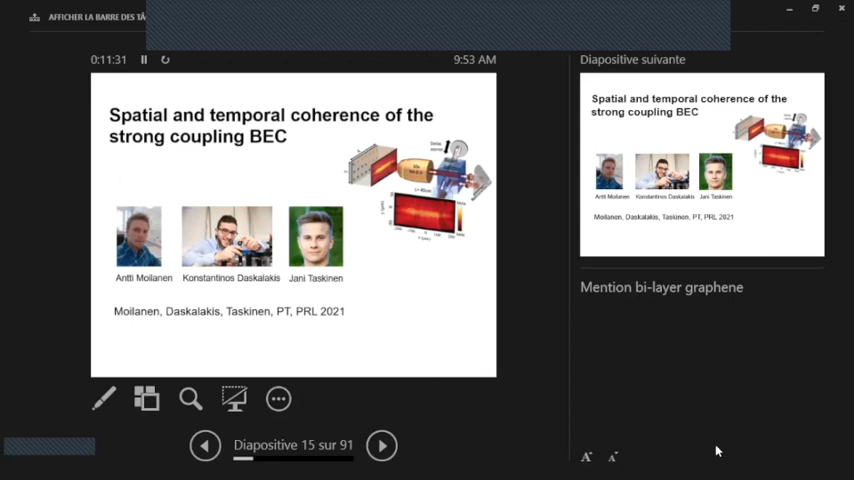 AFFICHER LA BARRE DES TÂ
0:11:31
9:53 AM
Diapositive suivante
Spatial and temporal coherence of the
strong coupling BEC
Antti Moilanen
Konstantinos Daskalakis
Jani Taskinen
Moilanen, Daskalakis, Taskinen, PT, PRL 2021
Spatial and temporal coherence of the
strong coupling BEC
Antti Moilanen
Konstantinos Daskalakis
Jani Taskinen
Moilanen, Daskalakis, Taskinen, PT, PRL 2021
Mention bi-layer graphene
Diapositive 15 sur 91
A
A